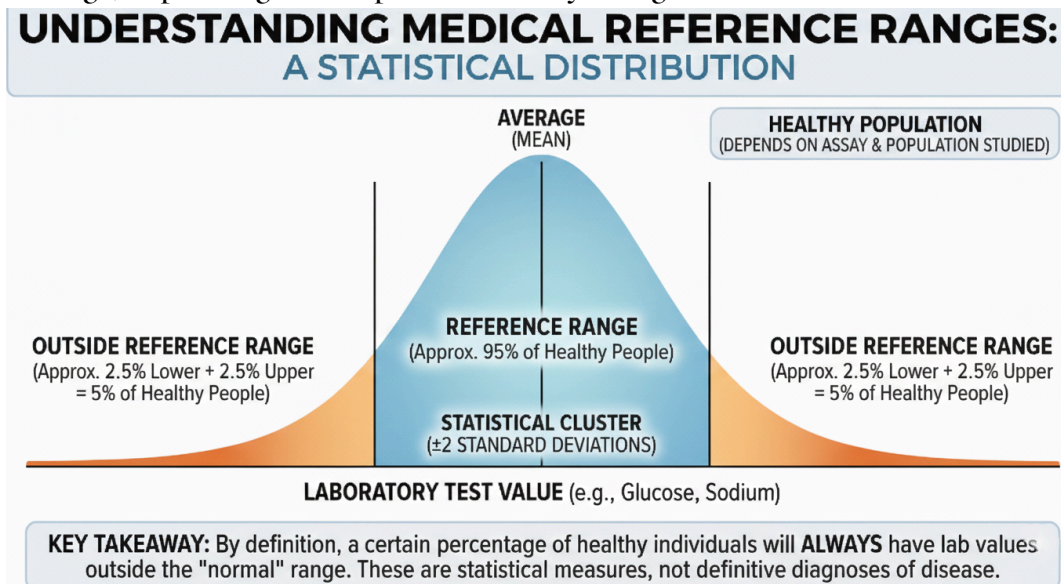 UNDERSTANDING MEDICAL REFERENCE RANGES:
A STATISTICAL DISTRIBUTION
AVERAGE
(MEAN)
HEALTHY POPULATION
(DEPENDS ON ASSAY & POPULATION STUDIED)
OUTSIDE REFERENCE RANGE
(Approx. 2.5% Lower + 2.5% Upper
= 5% of Healthy People)
REFERENCE RANGE
(Approx. 95% of Healthy People)
STATISTICAL CLUSTER
(±2 STANDARD DEVIATIONS)
OUTSIDE REFERENCE RANGE
(Approx. 2.5% Lower + 2.5% Upper
= 5% of Healthy People)
LABORATORY TEST VALUE (e.g., Glucose, Sodium)
KEY TAKEAWAY: By definition, a certain percentage of healthy individuals will ALWAYS have lab values
outside the "normal" range. These are statistical measures, not definitive diagnoses of disease.